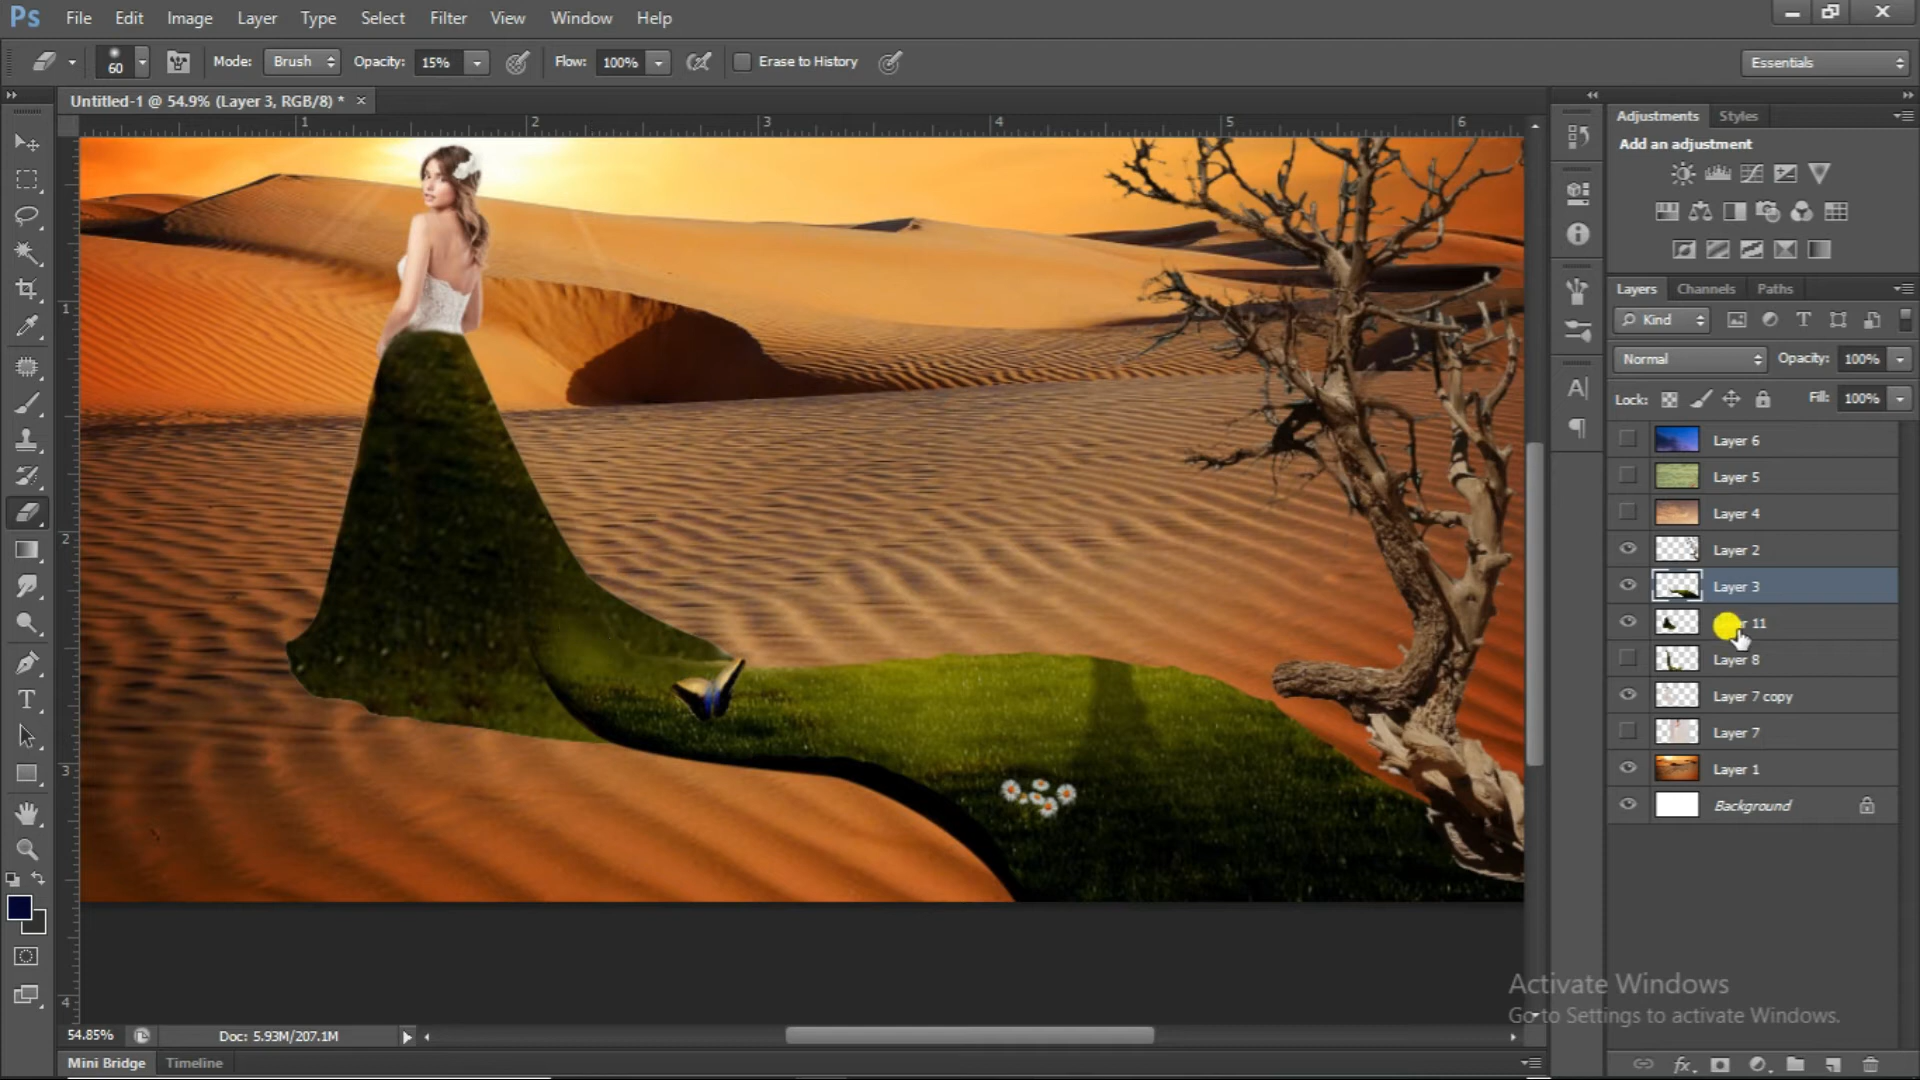 Ps File Edit Image Layer Type Select Filter View Window Help
60 Mode: Brush Opacity: 15% Flow: 100% Erase to History Essentials
Untitled-1 @ 54.9% (Layer 3, RGB/8) * ×
1 2 3 4 5 6
1
2
3
4
Adjustments Styles
Add an adjustment
Layers Channels Paths
Kind
Normal Opacity: 100%
Lock: Fill: 100%
Layer 6
Layer 5
Layer 4
Layer 2
Layer 3
11
Layer 8
Layer 7 copy
Layer 7
Layer 1
Background
Activate Windows
Go to Settings to activate Windows.
54.85% Doc: 5.93M/207.1M
Mini Bridge Timeline